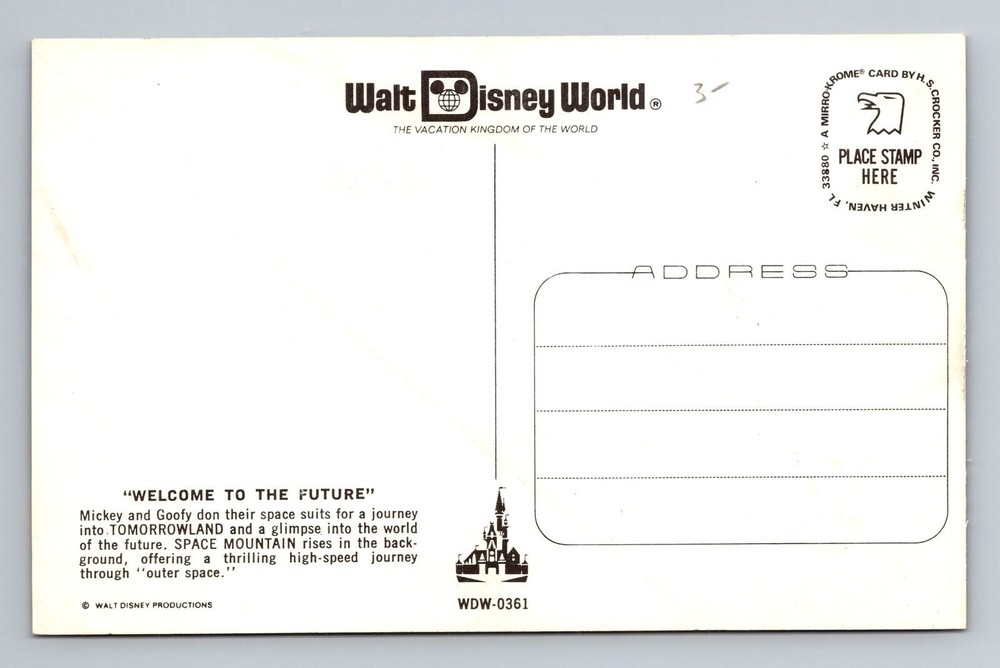 Walt Disney World ®
THE VACATION KINGDOM OF THE WORLD
3-
33880 ☆ A MIRRO-KROME® CARD BY H.S. CROCKER CO., INC. WINTER HAVEN, FL
PLACE STAMP
HERE
ADDRESS
"WELCOME TO THE FUTURE"
Mickey and Goofy don their space suits for a journey
into TOMORROWLAND and a glimpse into the world
of the future. SPACE MOUNTAIN rises in the back-
ground, offering a thrilling high-speed journey
through "outer space."
© WALT DISNEY PRODUCTIONS
WDW-0361